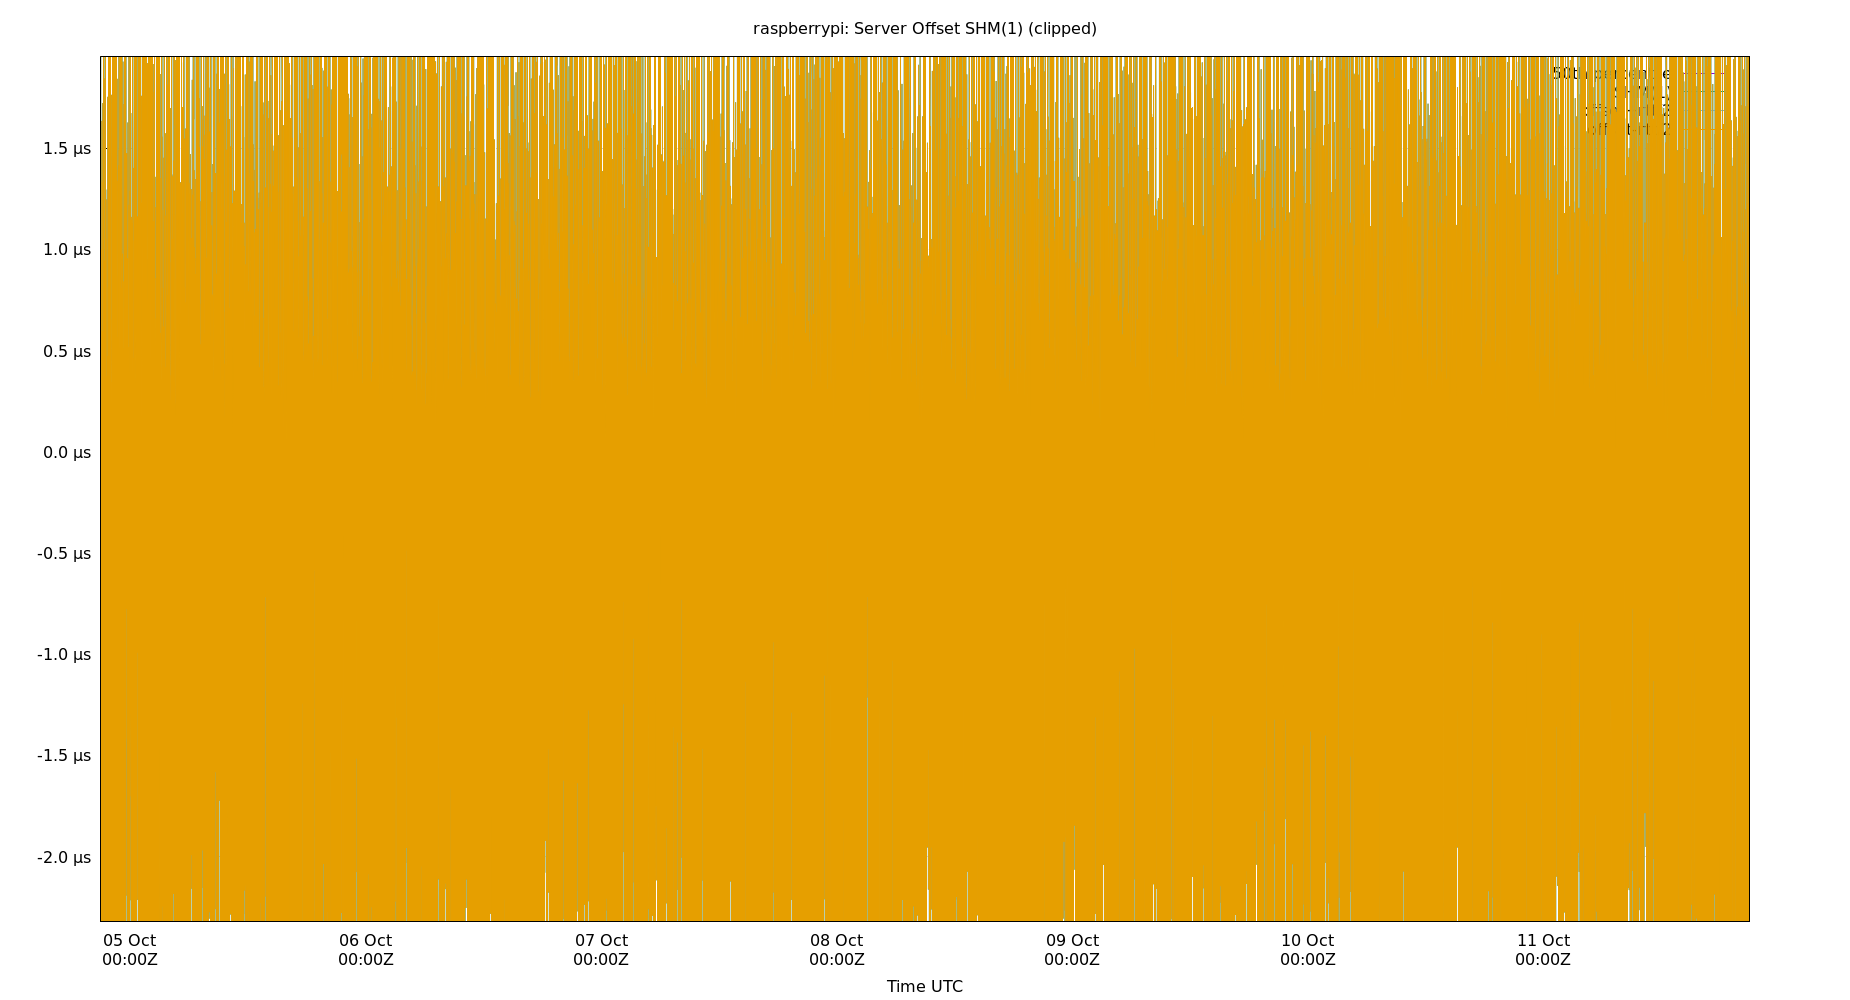 raspberrypi: Server Offset SHM(1) (clipped)
50th percentile
1.5 µs
1.0 µs
0.5 µs
0.0 µs
-0.5 µs
-1.0 µs
-1.5 µs
-2.0 µs
05 Oct 06 Oct 07 Oct 08 Oct 09 Oct 10 Oct 11 Oct
00:00Z 00:00Z 00:00Z 00:00Z 00:00Z 00:00Z 00:00Z
Time UTC